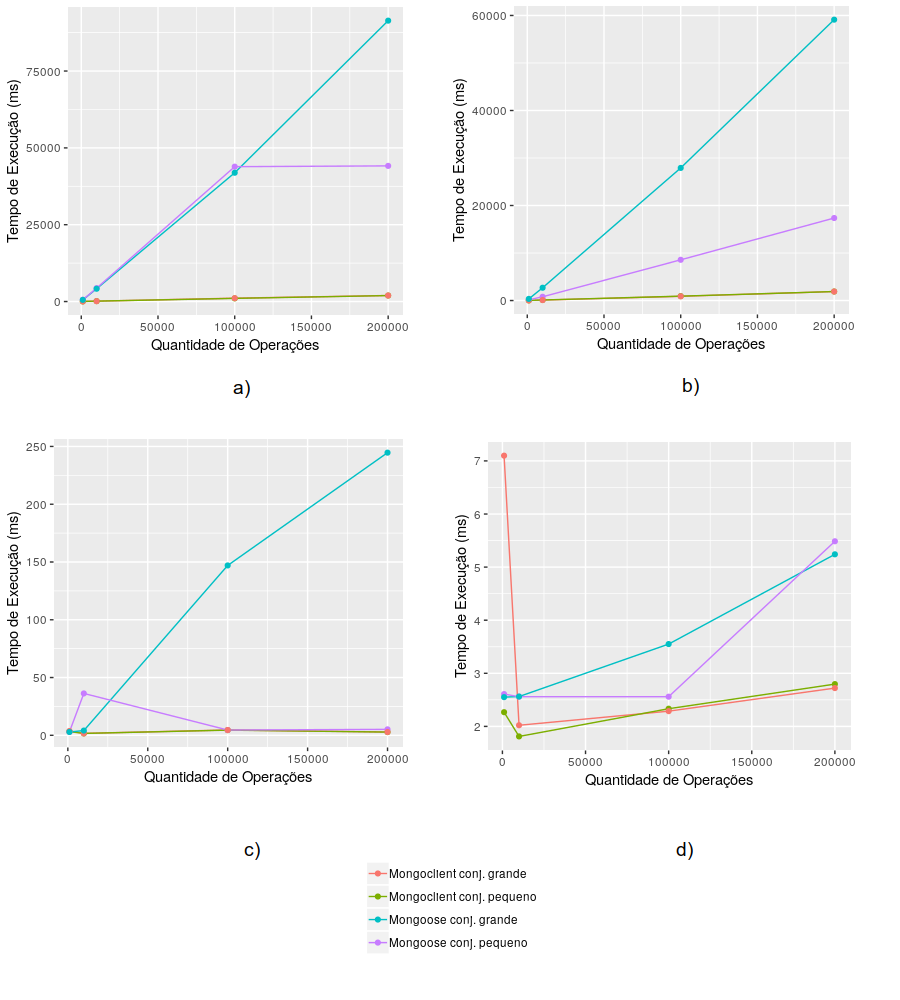 Tempo de Execução (ms)
75000
50000
25000
0
0 50000 100000 150000 200000
Quantidade de Operações
a)
Tempo de Execução (ms)
60000
40000
20000
0
0 50000 100000 150000 200000
Quantidade de Operações
b)
Tempo de Execução (ms)
250
200
150
100
50
0
0 50000 100000 150000 200000
Quantidade de Operações
c)
Tempo de Execução (ms)
7
6
5
4
3
2
0 50000 100000 150000 200000
Quantidade de Operações
d)
Mongoclient conj. grande
Mongoclient conj. pequeno
Mongoose conj. grande
Mongoose conj. pequeno